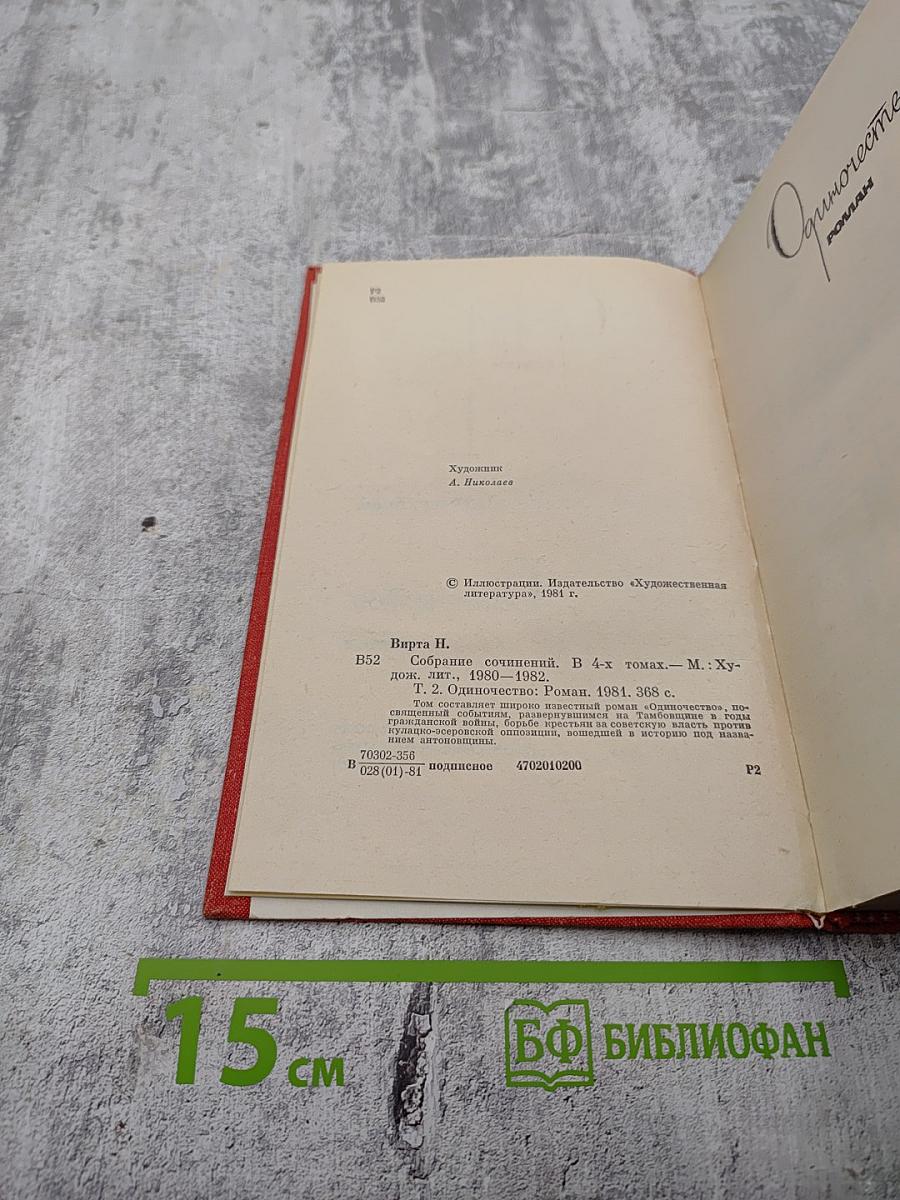 Р2
В52
Художник
А. Николаев
© Иллюстрации. Издательство «Художественная
литература», 1981 г.
Вирта Н.
В52 Собрание сочинений. В 4-х томах.— М.: Ху-
дож. лит., 1980—1982.
Т. 2. Одиночество: Роман. 1981. 368 с.
Том составляет широко известный роман «Одиночество», по-
священный событиям, развернувшимся на Тамбовщине в годы
гражданской войны, борьбе крестьян за советскую власть против
кулацко-эсеровской оппозиции, вошедшей в историю под назва-
нием антоновщины.
В 70302-356
028(01)-81 подписное 4702010200
Р2
Одиночеств
РОМАН
15 см
БФ БИБЛИОФАН